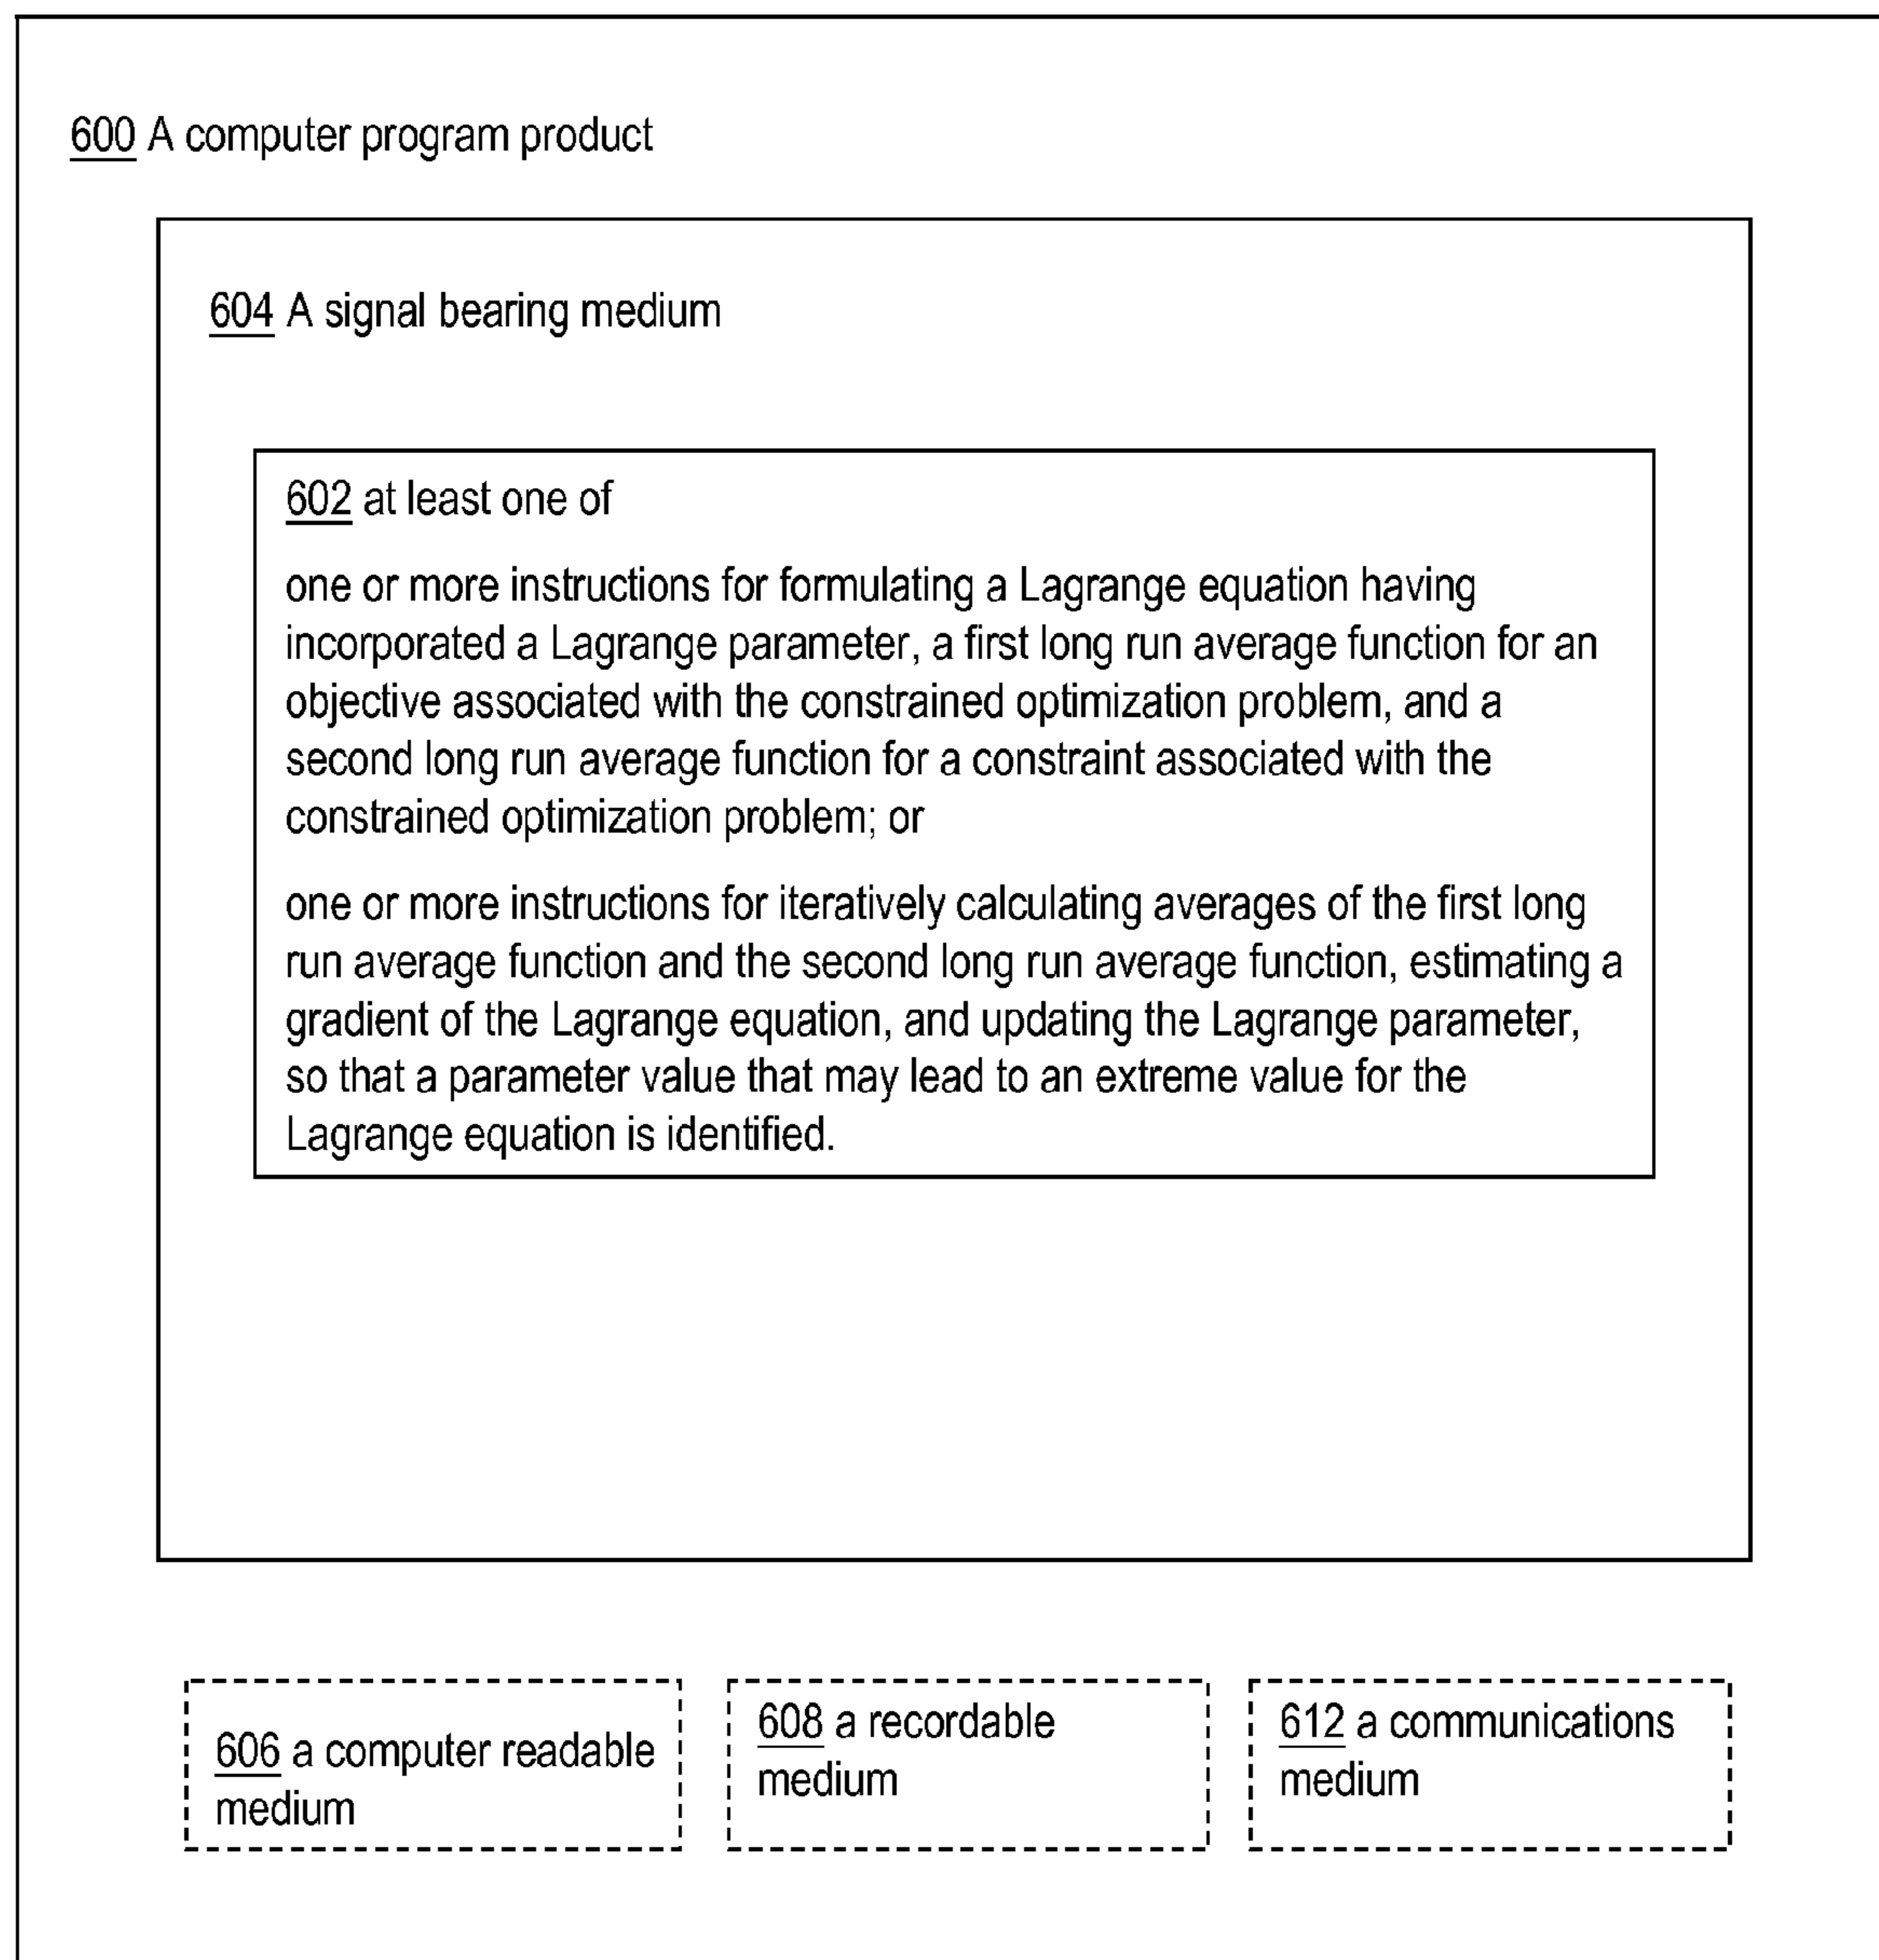 600 A computer program product
604 A signal bearing medium
602 at least one of
one or more instructions for formulating a Lagrange equation having
incorporated a Lagrange parameter, a first long run average function for an
objective associated with the constrained optimization problem, and a
second long run average function for a constraint associated with the
constrained optimization problem; or
one or more instructions for iteratively calculating averages of the first long
run average function and the second long run average function, estimating a
gradient of the Lagrange equation, and updating the Lagrange parameter,
so that a parameter value that may lead to an extreme value for the
Lagrange equation is identified.
606 a computer readable
medium
608 a recordable
medium
612 a communications
medium